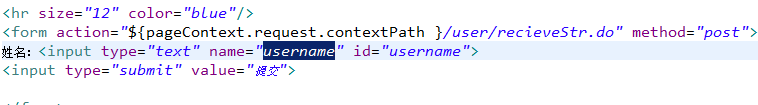 <hr size="12" color="blue"/>
<form action="${pageContext.request.contextPath }/user/recieveStr.do" method="post">
姓名：<input type="text" name="username" id="username">
<input type="submit" value="提交">